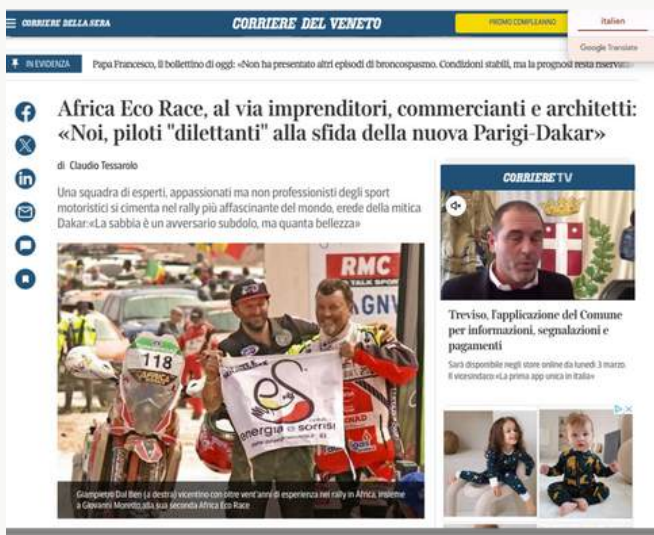 CORRIERE DELLA SERA
CORRIERE DEL VENETO
PROMO COMPLEANNO
italien
Google Translate
IN EVIDENZA
Papa Francesco, il bollettino di oggi: «Non ha presentato altri episodi di broncospasmo. Condizioni stabili, ma la prognosi resta riserva
Africa Eco Race, al via imprenditori, commercianti e architetti:
«Noi, piloti "dilettanti" alla sfida della nuova Parigi-Dakar»
di Claudio Tessarolo
Una squadra di esperti, appassionati ma non professionisti degli sport
motoristici si cimenta nel rally più affascinante del mondo, erede della mitica
Dakar:«La sabbia è un avversario subdolo, ma quanta bellezza»
RMC
TALK SPORT
AGNV
118
AFRICA
es
energia e sorrisi
Giampietro Dal Ben (a destra) vicentino con oltre vent'anni di esperienza nei rally in Africa, insieme
a Giovanni Moretto alla sua seconda Africa Eco Race
CORRIERE TV
Treviso, l'applicazione del Comune
per informazioni, segnalazioni e
pagamenti
Sarà disponibile negli store online da lunedì 3 marzo.
Il vicesindaco: «La prima app unica in Italia»